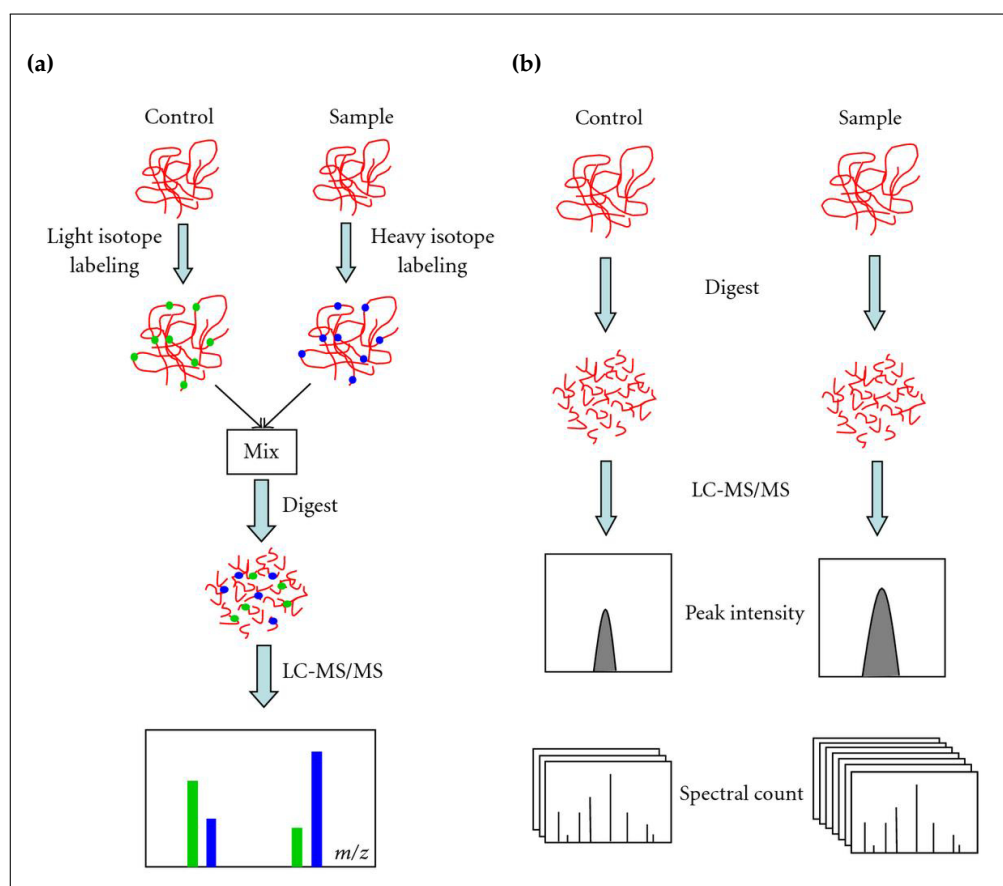 (a)
Control
Sample
Light isotope
labeling
Heavy isotope
labeling
Mix
Digest
LC-MS/MS
m/z
(b)
Control
Sample
Digest
LC-MS/MS
Peak intensity
Spectral count